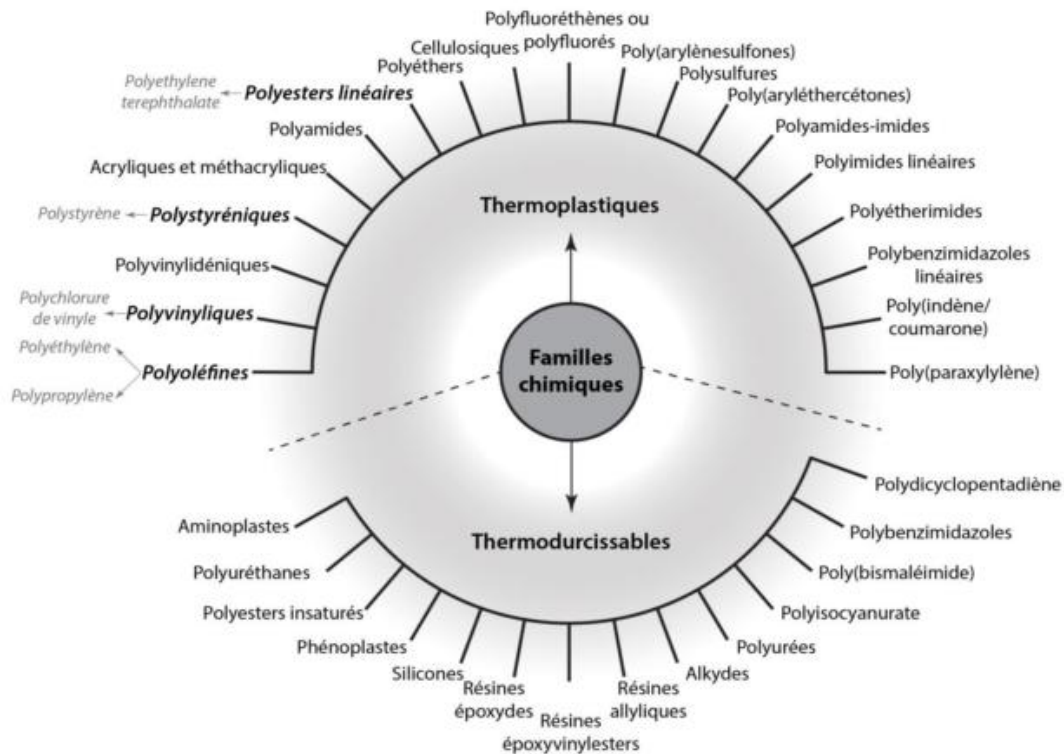 Polyfluoréthènes ou
polyfluorés
Cellulosiques
Poly(arylènesulfones)
Polyéthers
Polysulfures
Polyethylene
terephthalate
Polyesters linéaires
Poly(aryléthercétones)
Polyamides
Polyamides-imides
Acryliques et méthacryliques
Polyimides linéaires
Polystyrène
Polystyréniques
Thermoplastiques
Polyétherimides
Polyvinylidéniques
Polybenzimidazoles
linéaires
Polychlorure
de vinyle
Polyvinyliques
Poly(indène/
coumarone)
Polyéthylène
Polypropylène
Polyoléfines
Familles
chimiques
Poly(paraxylylène)
Polydicyclopentadiène
Aminoplastes
Thermodurcissables
Polybenzimidazoles
Polyuréthanes
Poly(bismaléimide)
Polyesters insaturés
Polyisocyanurate
Phénoplastes
Polyurées
Silicones
Alkydes
Résines
époxydes
Résines
allyliques
Résines
époxyvinylesters